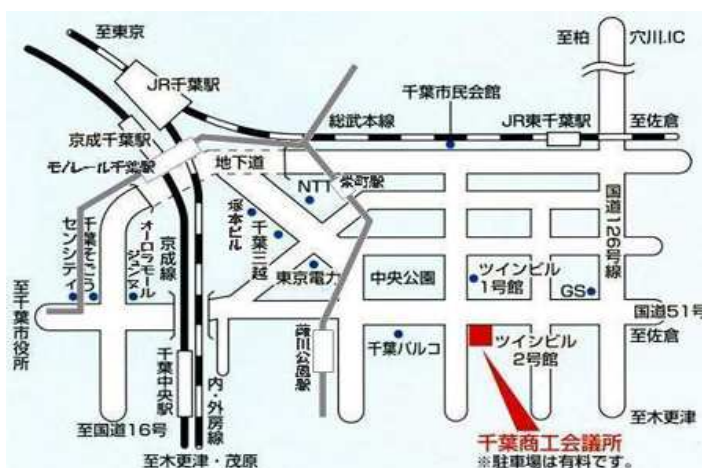 至東京
至柏
穴川.IC
JR千葉駅
千葉市民会館
総武本線
JR東千葉駅
至佐倉
京成千葉駅
モノレール千葉駅
地下道
NTT
栄町駅
国道126号線
塚本ビル
千葉三越
オーロラモール
ジュンヌ
千葉そごう
センシティ
京成線
東京電力
中央公園
ツインビル
1号館
GS
国道51号
至千葉市役所
葭川公園駅
千葉パルコ
ツインビル
2号館
至佐倉
千葉中央駅
内・外房線
至国道16号
至木更津
千葉商工会議所
至木更津・茂原
※駐車場は有料です。